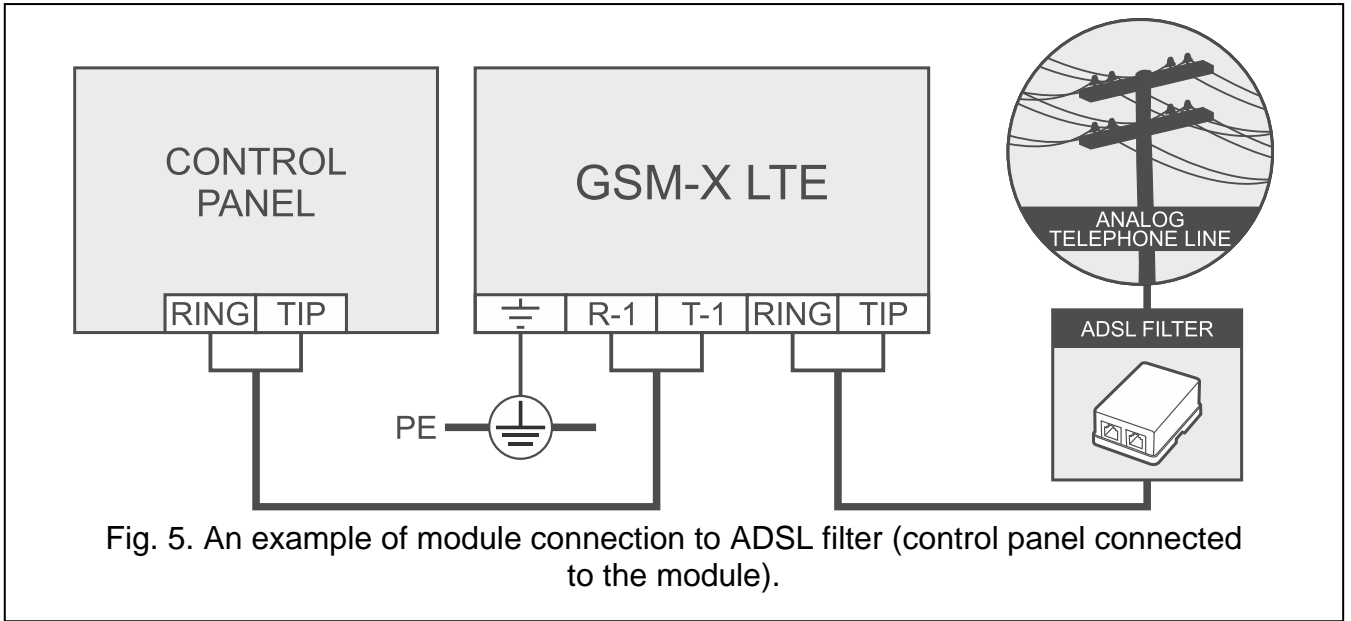 CONTROL
PANEL
RING TIP
GSM-X LTE
R-1 T-1 RING TIP
PE
ANALOG
TELEPHONE LINE
ADSL FILTER
Fig. 5. An example of module connection to ADSL filter (control panel connected
to the module).